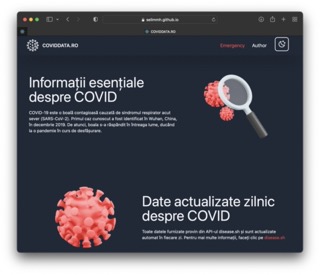 aelinnm.github.io
COVIDDATA.RO
COVIDDATA.RO
Emergency
Author
Informații esențiale
despre COVID
COVID-19 este o boală contagioasă cauzată de sindromul respirator acut
sever (SARS-CoV-2). Primul caz cunoscut a fost identificat în Wuhan, China,
în decembrie 2019. De atunci, boala s-a răspândit în întreaga lume, ducând
la o pandemie în curs de desfășurare.
Date actualizate zilnic
despre COVID
Toate datele furnizate provin din API-ul disease.sh și sunt actualizate
automat în fiecare zi. Pentru mai multe informații, faceți clic pe disease.sh